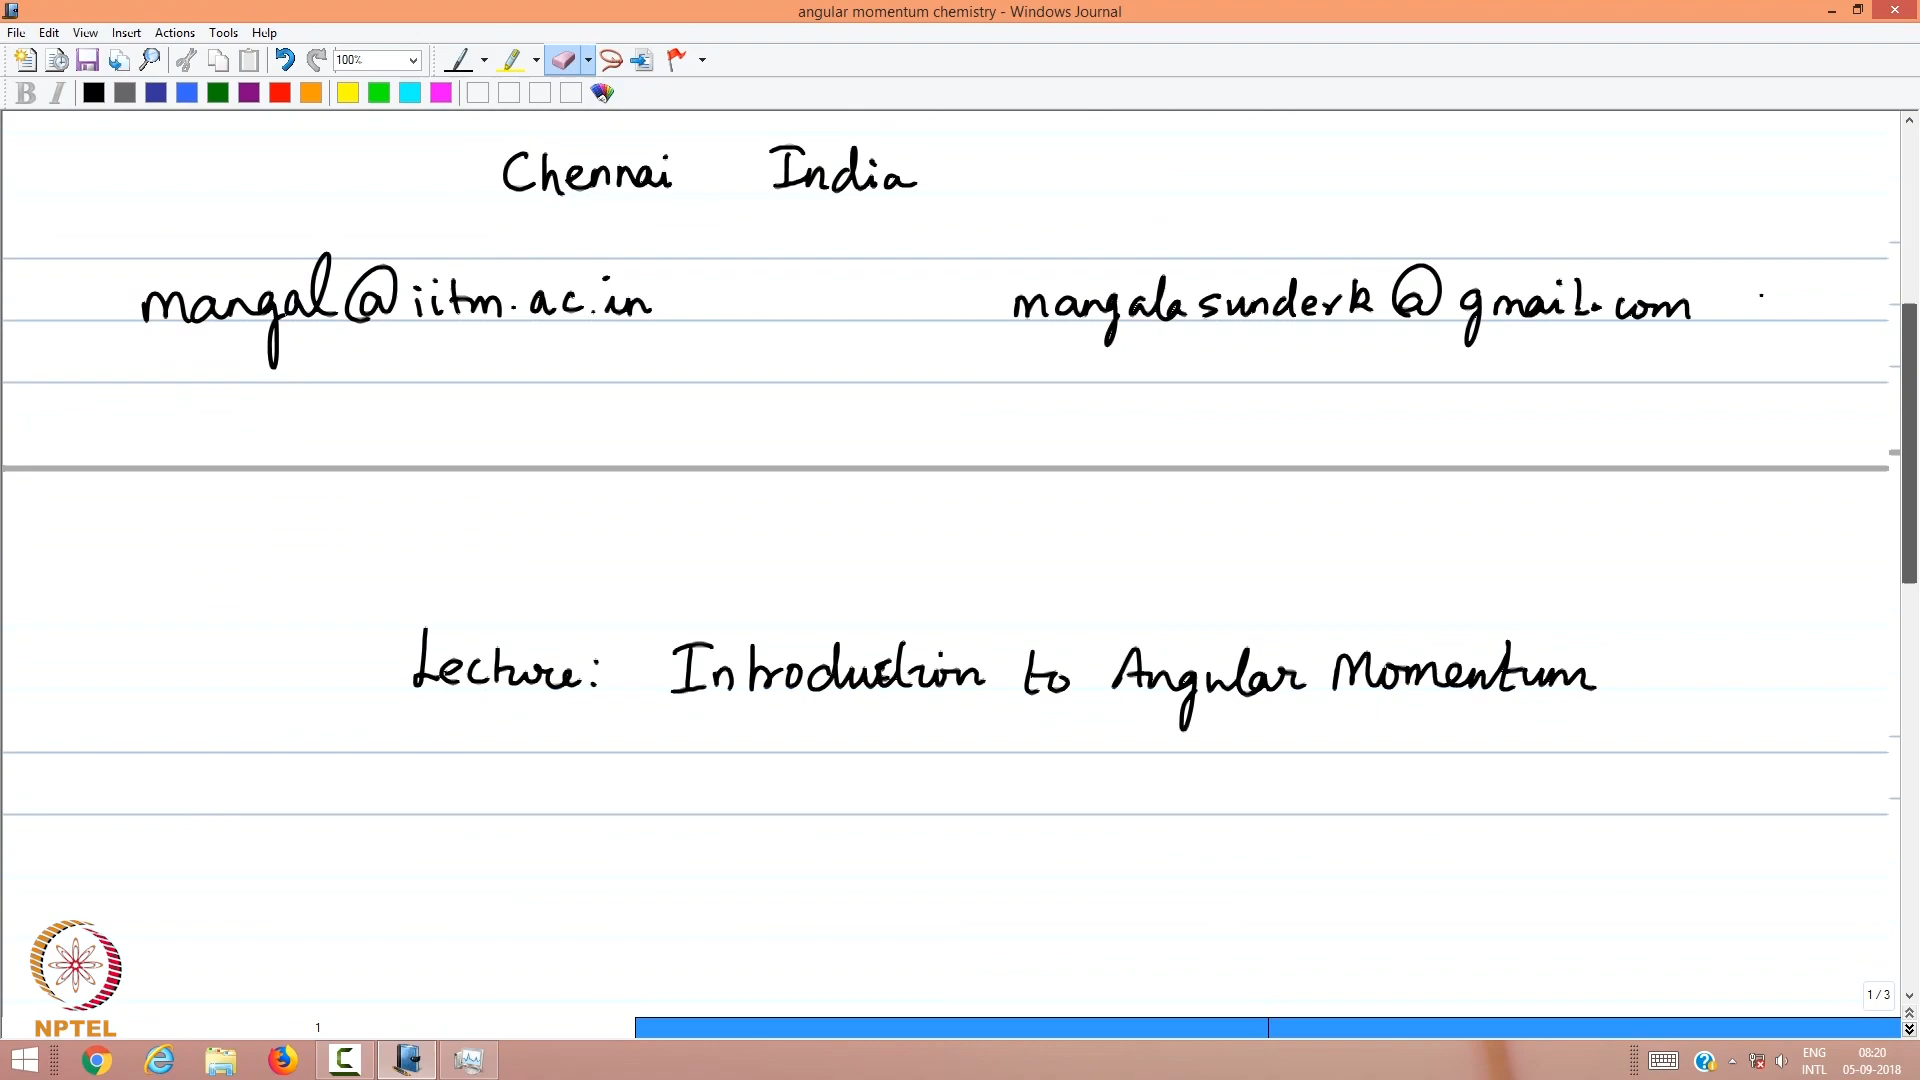 angular momentum chemistry - Windows Journal
File Edit View Insert Actions Tools Help
100%
B I
Chennai India
mangal@iitm.ac.in mangalasunderk@gmail.com
Lecture: Introduction to Angular Momentum
1 / 3
NPTEL
1
ENG 08:20
INTL 05-09-2018